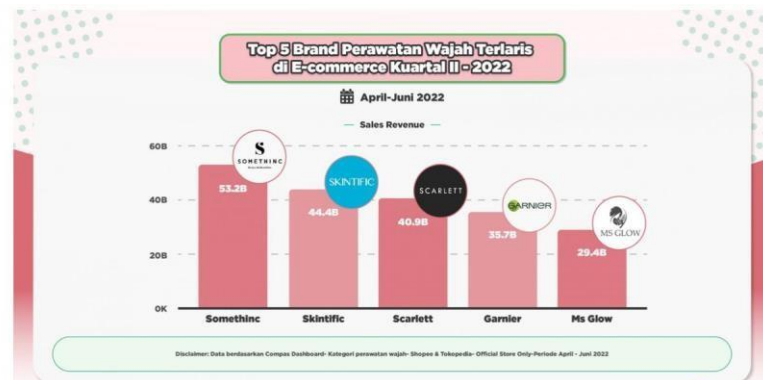 Top 5 Brand Perawatan Wajah Terlaris
di E-commerce Kuartal II - 2022
April-Juni 2022
Sales Revenue
60B
40B
20B
0K
S
SOMETHINC
53.2B
SKINTIFIC
44.4B
SCARLETT
40.9B
GARNIER
35.7B
MS GLOW
29.4B
Somethinc
Skintific
Scarlett
Garnier
Ms Glow
Disclaimer: Data berdasarkan Compas Dashboard- Kategori perawatan wajah- Shopee & Tokopedia- Official Store Only-Periode April - Juni 2022